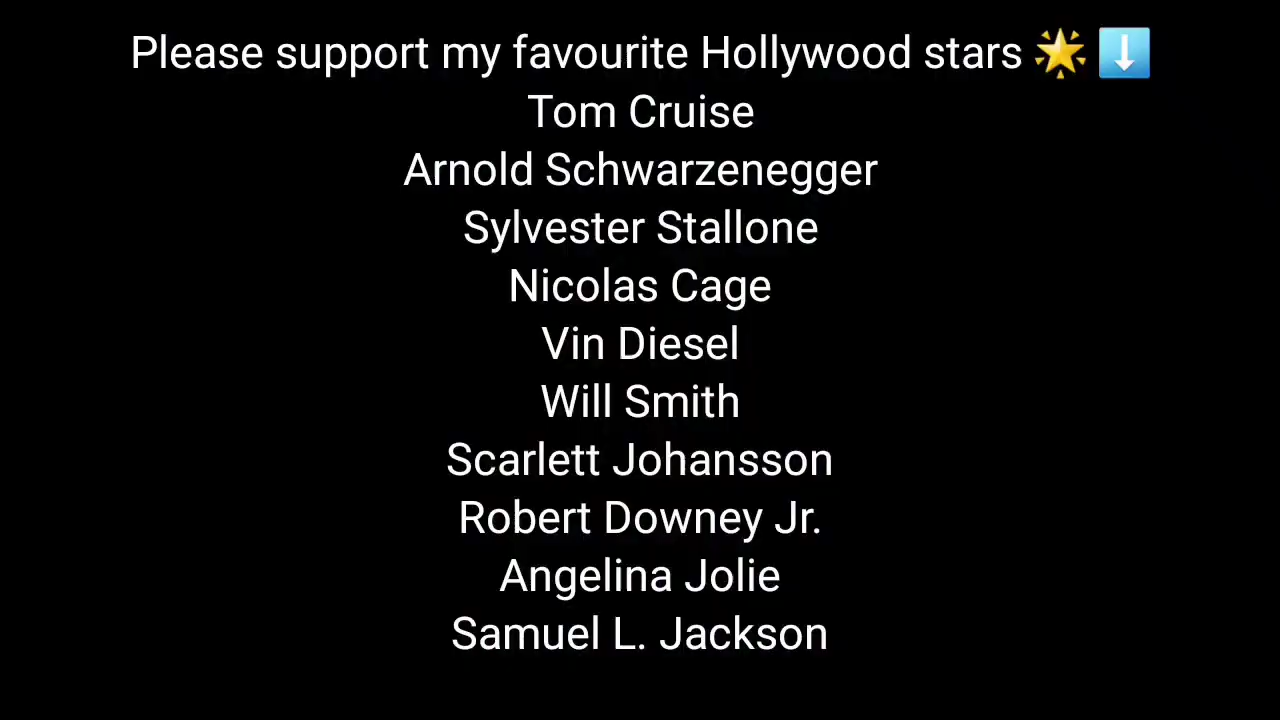 Please support my favourite Hollywood stars 🌟 ⬇️
Tom Cruise
Arnold Schwarzenegger
Sylvester Stallone
Nicolas Cage
Vin Diesel
Will Smith
Scarlett Johansson
Robert Downey Jr.
Angelina Jolie
Samuel L. Jackson